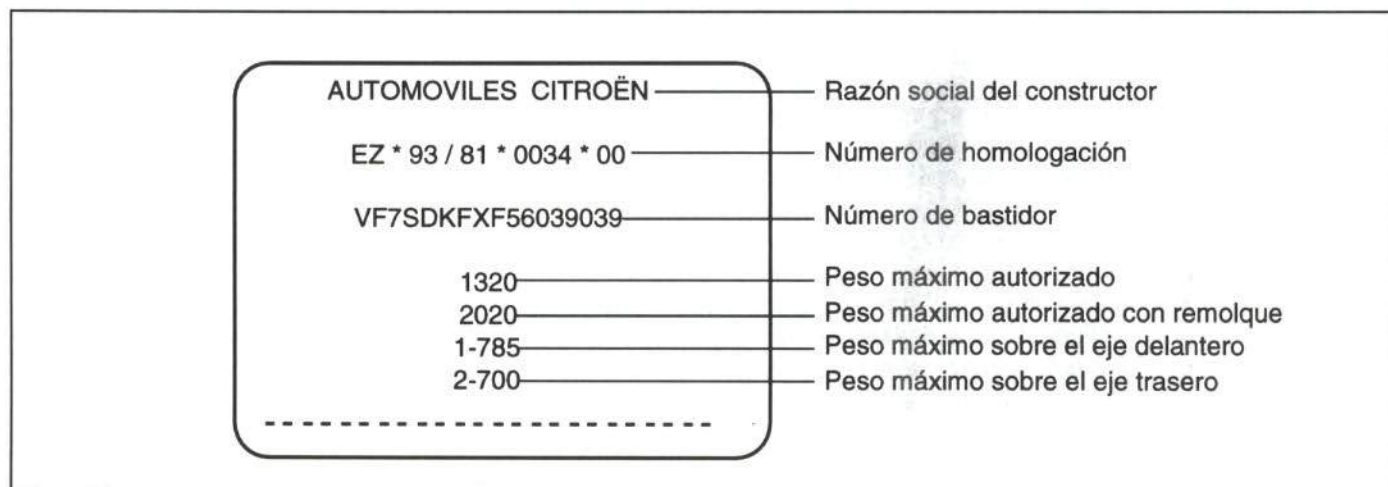 AUTOMOVILES CITROËN Razón social del constructor
EZ * 93 / 81 * 0034 * 00 Número de homologación
VF7SDKFXF56039039 Número de bastidor
1320 Peso máximo autorizado
2020 Peso máximo autorizado con remolque
1-785 Peso máximo sobre el eje delantero
2-700 Peso máximo sobre el eje trasero